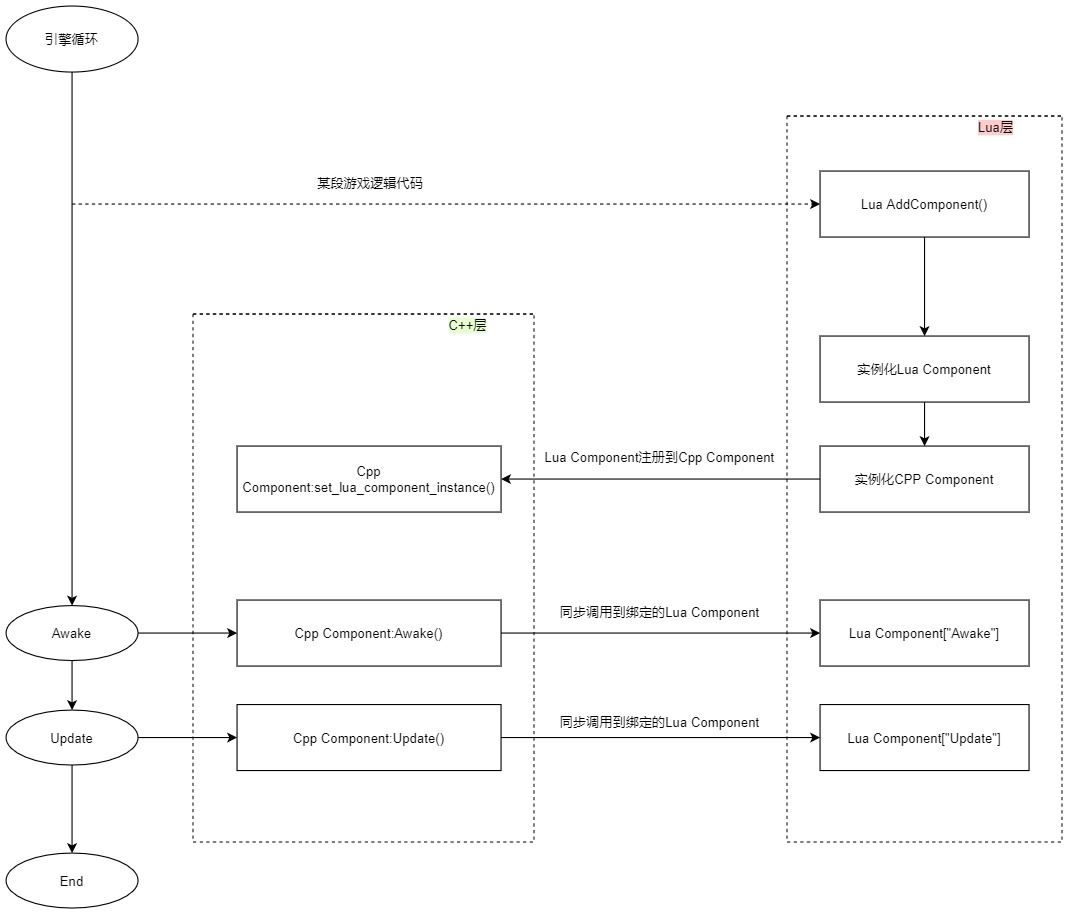 引擎循环
Lua层
某段游戏逻辑代码
Lua AddComponent()
C++层
实例化Lua Component
Lua Component注册到Cpp Component
Cpp
Component:set_lua_component_instance()
实例化CPP Component
同步调用到绑定的Lua Component
Awake
Cpp Component:Awake()
Lua Component["Awake"]
同步调用到绑定的Lua Component
Update
Cpp Component:Update()
Lua Component["Update"]
End